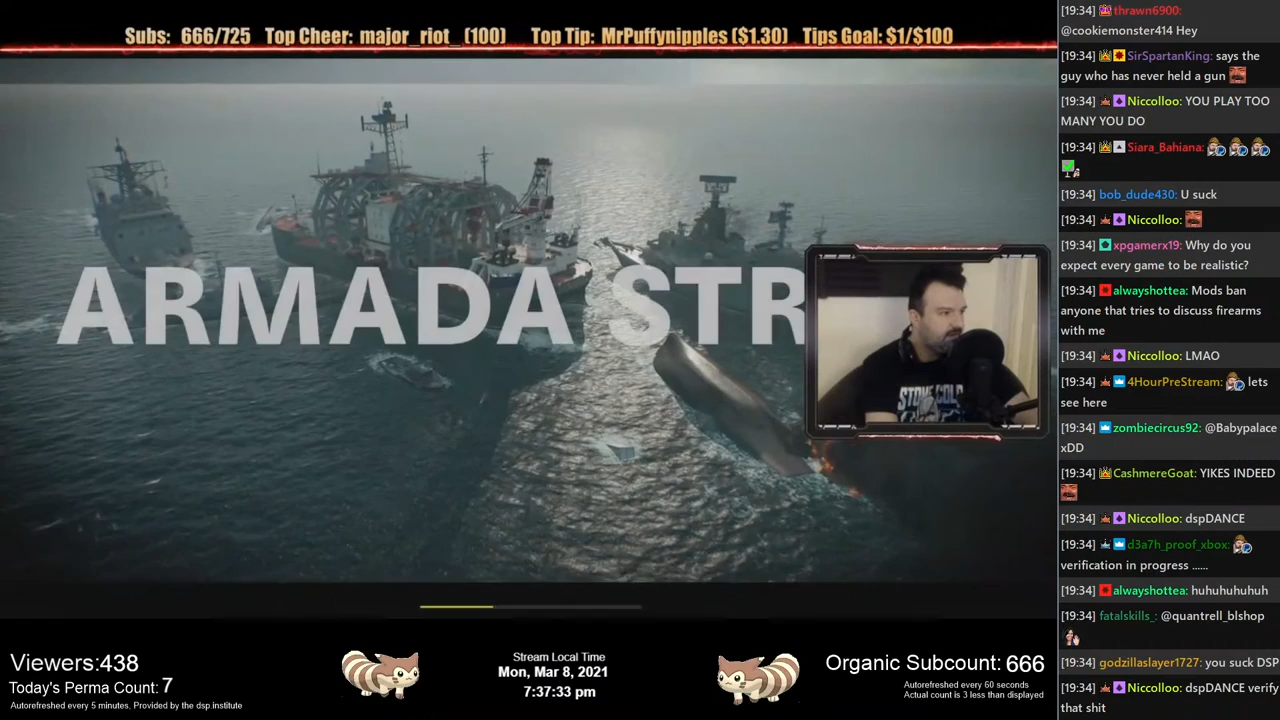 Subs: 666/725 Top Cheer: major_riot_(100) Top Tip: MrPuffynipples ($1.30) Tips Goal: $1/$100
ARMADA STR
STONE COLD
Viewers:438
Today's Perma Count: 7
Autorefreshed every 5 minutes, Provided by the dsp institute
Stream Local Time
Mon, Mar 8, 2021
7:37:33 pm
Organic Subcount: 666
Autorefreshed every 60 seconds
Actual count is 3 less than displayed
[19:34] thrawn6900:
@cookiemonster414 Hey
[19:34] SirSpartanKing: says the
guy who has never held a gun
[19:34] Niccolloo: YOU PLAY TOO
MANY YOU DO
[19:34] Siara_Bahiana:
[19:34] bob_dude430: U suck
[19:34] Niccolloo:
[19:34] xpgamerx19: Why do you
expect every game to be realistic?
[19:34] alwayshottea: Mods ban
anyone that tries to discuss firearms
with me
[19:34] Niccolloo: LMAO
[19:34] 4HourPreStream: lets
see here
[19:34] zombiecircus92: @Babypalace
xDD
[19:34] CashmereGoat: YIKES INDEED
[19:34] Niccolloo: dspDANCE
[19:34] d3a7h_proof_xbox:
verification in progress ......
[19:34] alwayshottea: huhuhuhuhuh
[19:34] fatalskills_: @quantrell_blshop
[19:34] godzillaslayer1727: you suck DSP
[19:34] Niccolloo: dspDANCE verify
that shit